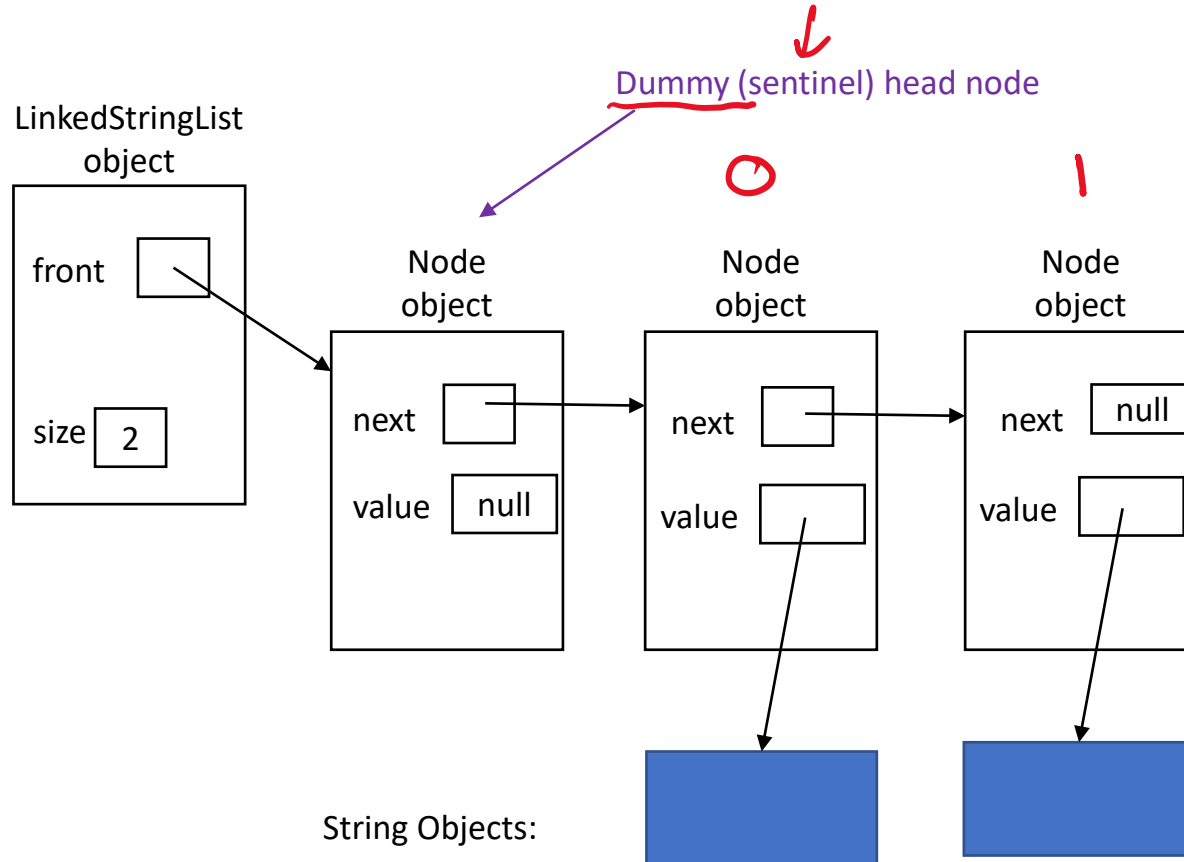 Dummy (sentinel) head node
LinkedStringList
object
0
1
front
size
2
Node
object
next
value
null
Node
object
next
value
Node
object
next
null
value
String Objects: